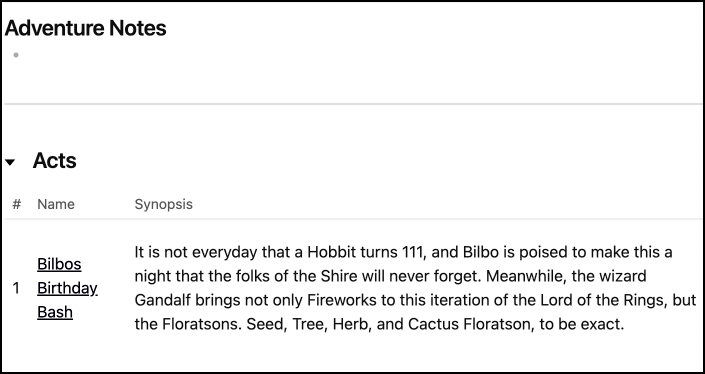 Adventure Notes
Acts
# Name Synopsis
1
Bilbos
Birthday
Bash
It is not everyday that a Hobbit turns 111, and Bilbo is poised to make this a
night that the folks of the Shire will never forget. Meanwhile, the wizard
Gandalf brings not only Fireworks to this iteration of the Lord of the Rings, but
the Floratsons. Seed, Tree, Herb, and Cactus Floratson, to be exact.